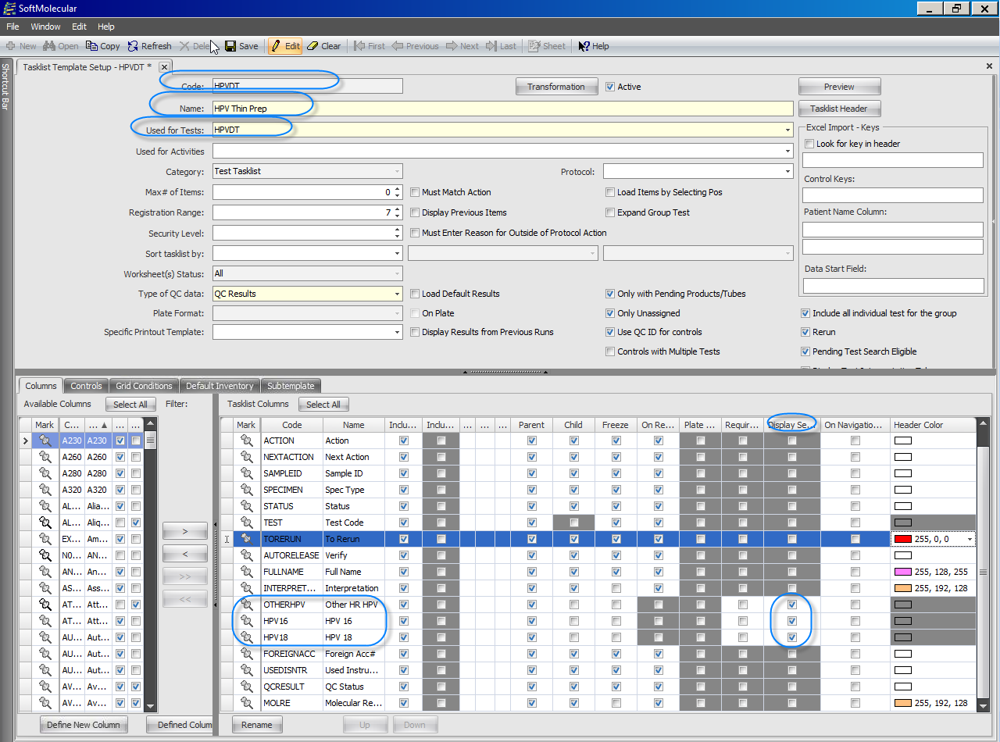 SoftMolecular
File Window Edit Help
New Open Copy Refresh Dele Save Edit Clear First Previous Next Last Sheet Help
Shortcut Bar
Tasklist Template Setup - HPVDT *
Code: HPVDT Transformation Active Preview
Name: HPV Thin Prep Tasklist Header
Used for Tests: HPVDT Excel Import - Keys
Look for key in header
Used for Activities
Category: Test Tasklist Protocol:
Control Keys:
Max# of Items: 0 Must Match Action Load Items by Selecting Pos
Registration Range: 7 Display Previous Items Expand Group Test Patient Name Column:
Security Level: Must Enter Reason for Outside of Protocol Action
Sort tasklist by:
Data Start Field:
Worksheet(s) Status: All
Type of QC data: QC Results Load Default Results Only with Pending Products/Tubes
Plate Format: On Plate Only Unassigned Include all individual test for the group
Specific Printout Template: Display Results from Previous Runs Use QC ID for controls Rerun
Controls with Multiple Tests Pending Test Search Eligible
Columns Controls Grid Conditions Default Inventory Subtemplate
Available Columns Select All Filter: Tasklist Columns Select All
Mark C... ... ... ... Mark Code Name Inclu... Inclu... ... ... ... Parent Child Freeze On Re... Plate ... Requir... Display Se... On Navigatio... Header Color
A230 A230 ACTION Action
A260 A260 NEXTACTION Next Action
A280 A280 SAMPLEID Sample ID
A320 A320 SPECIMEN Spec Type
AL... Alia... STATUS Status
AL... Aliq... TEST Test Code
EX... Am... > TORERUN To Rerun 255, 0, 0
N0... AN... < AUTORELEASE Verify
AN... An... >> FULLNAME Full Name 255, 128, 255
AS... Ass... << INTERPRET... Interpretation 255, 192, 128
AT... Att... OTHERHPV Other HR HPV
AT... Att... HPV16 HPV 16
AU... Aut... HPV18 HPV 18
AU... Aut... FOREIGNACC Foreign Acc#
AU... Aut... USEDISNTR Used Instru...
AV... Av... QCRESULT QC Status
AV... Av... MOLRE Molecular Re... 255, 192, 128
Define New Column Defined Colum Rename Up Down